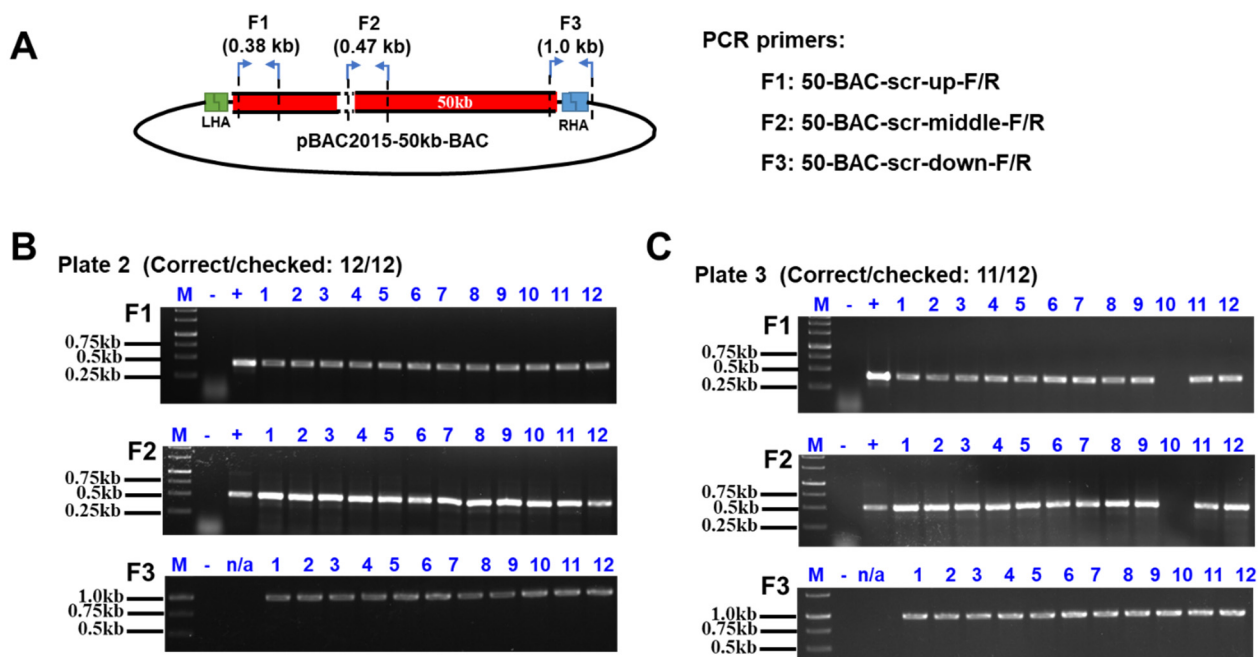 A
F1
(0.38 kb)
F2
(0.47 kb)
F3
(1.0 kb)
50kb
LHA
RHA
pBAC2015-50kb-BAC
PCR primers:
F1: 50-BAC-scr-up-F/R
F2: 50-BAC-scr-middle-F/R
F3: 50-BAC-scr-down-F/R
B
Plate 2 (Correct/checked: 12/12)
M - + 1 2 3 4 5 6 7 8 9 10 11 12
F1
0.75kb
0.5kb
0.25kb
M - + 1 2 3 4 5 6 7 8 9 10 11 12
F2
0.75kb
0.5kb
0.25kb
M - n/a 1 2 3 4 5 6 7 8 9 10 11 12
F3
1.0kb
0.75kb
0.5kb
C
Plate 3 (Correct/checked: 11/12)
M - + 1 2 3 4 5 6 7 8 9 10 11 12
F1
0.75kb
0.5kb
0.25kb
M - + 1 2 3 4 5 6 7 8 9 10 11 12
F2
0.75kb
0.5kb
0.25kb
M - n/a 1 2 3 4 5 6 7 8 9 10 11 12
F3
1.0kb
0.75kb
0.5kb